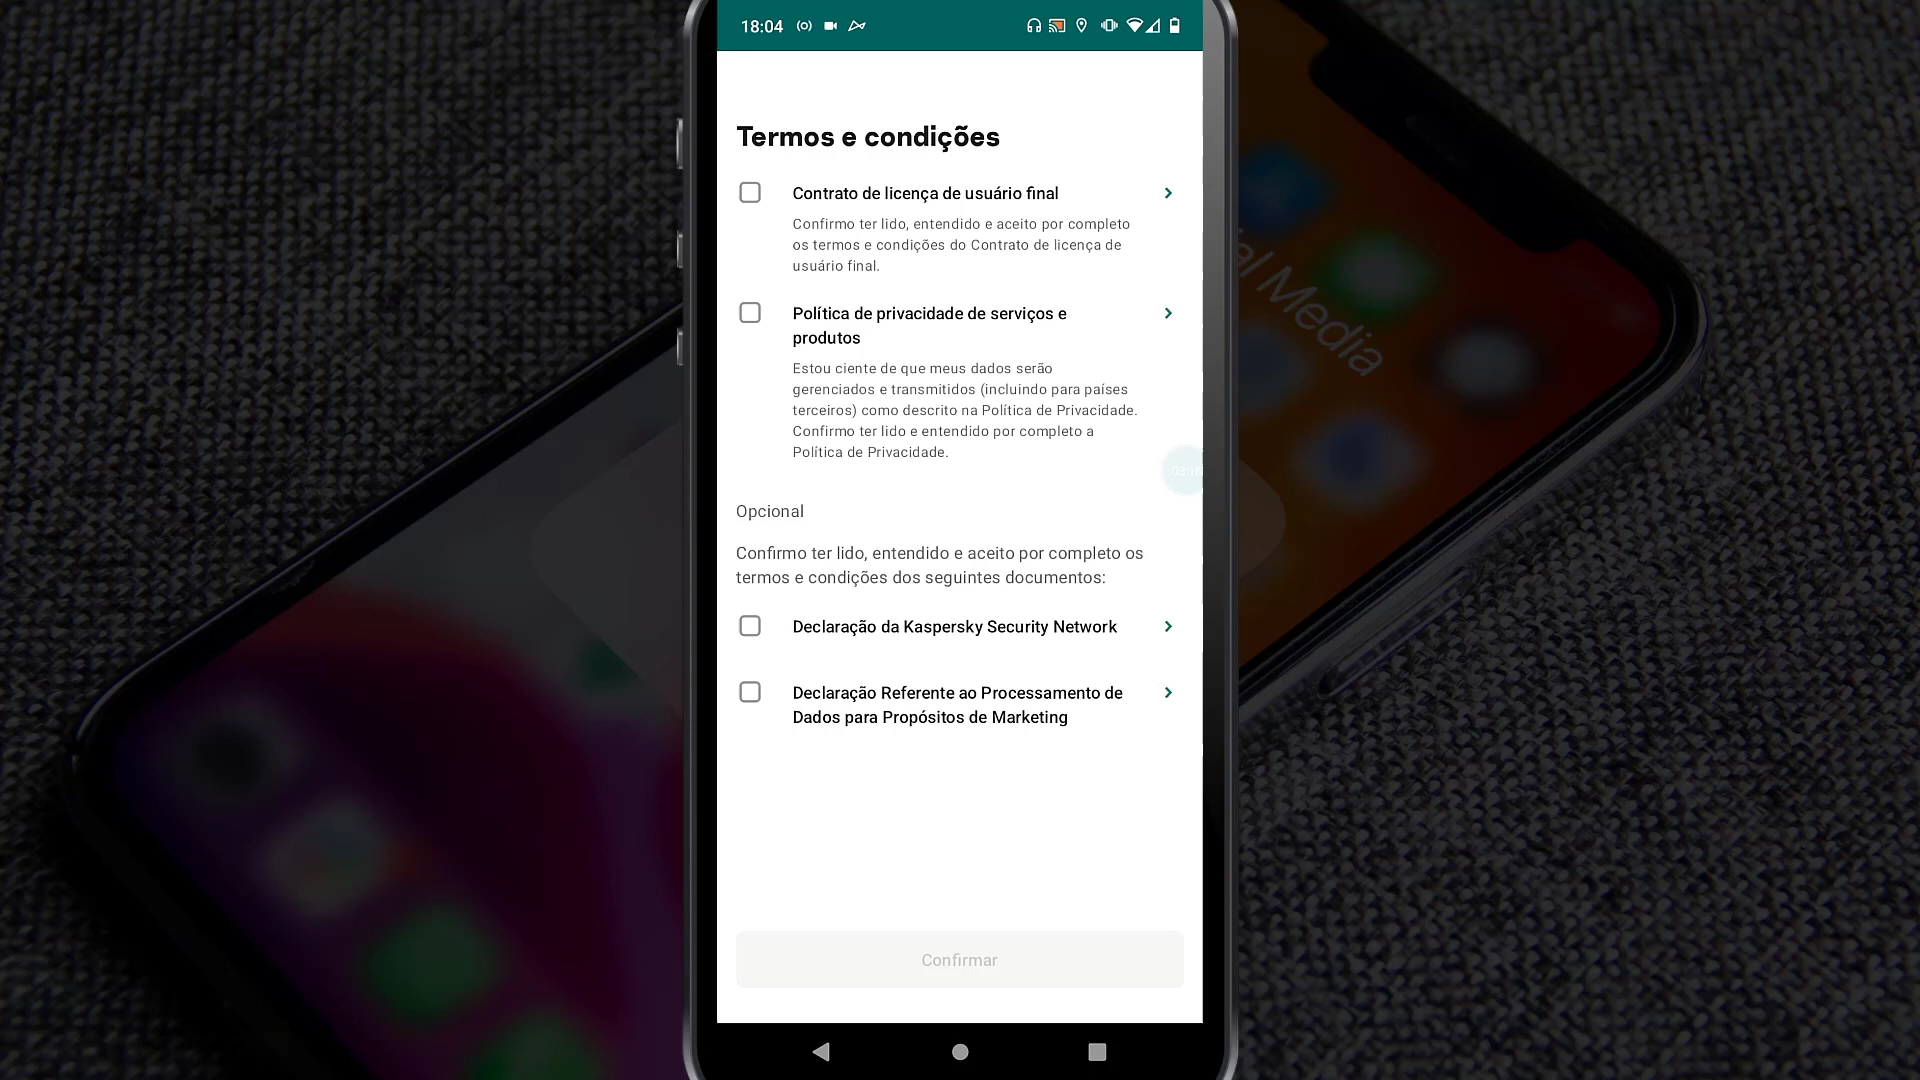 18:04
Termos e condições
Contrato de licença de usuário final
Confirmo ter lido, entendido e aceito por completo
os termos e condições do Contrato de licença de
usuário final.
Política de privacidade de serviços e
produtos
Estou ciente de que meus dados serão
gerenciados e transmitidos (incluindo para países
terceiros) como descrito na Política de Privacidade.
Confirmo ter lido e entendido por completo a
Política de Privacidade.
Opcional
Confirmo ter lido, entendido e aceito por completo os
termos e condições dos seguintes documentos:
Declaração da Kaspersky Security Network
Declaração Referente ao Processamento de
Dados para Propósitos de Marketing
Confirmar
Media